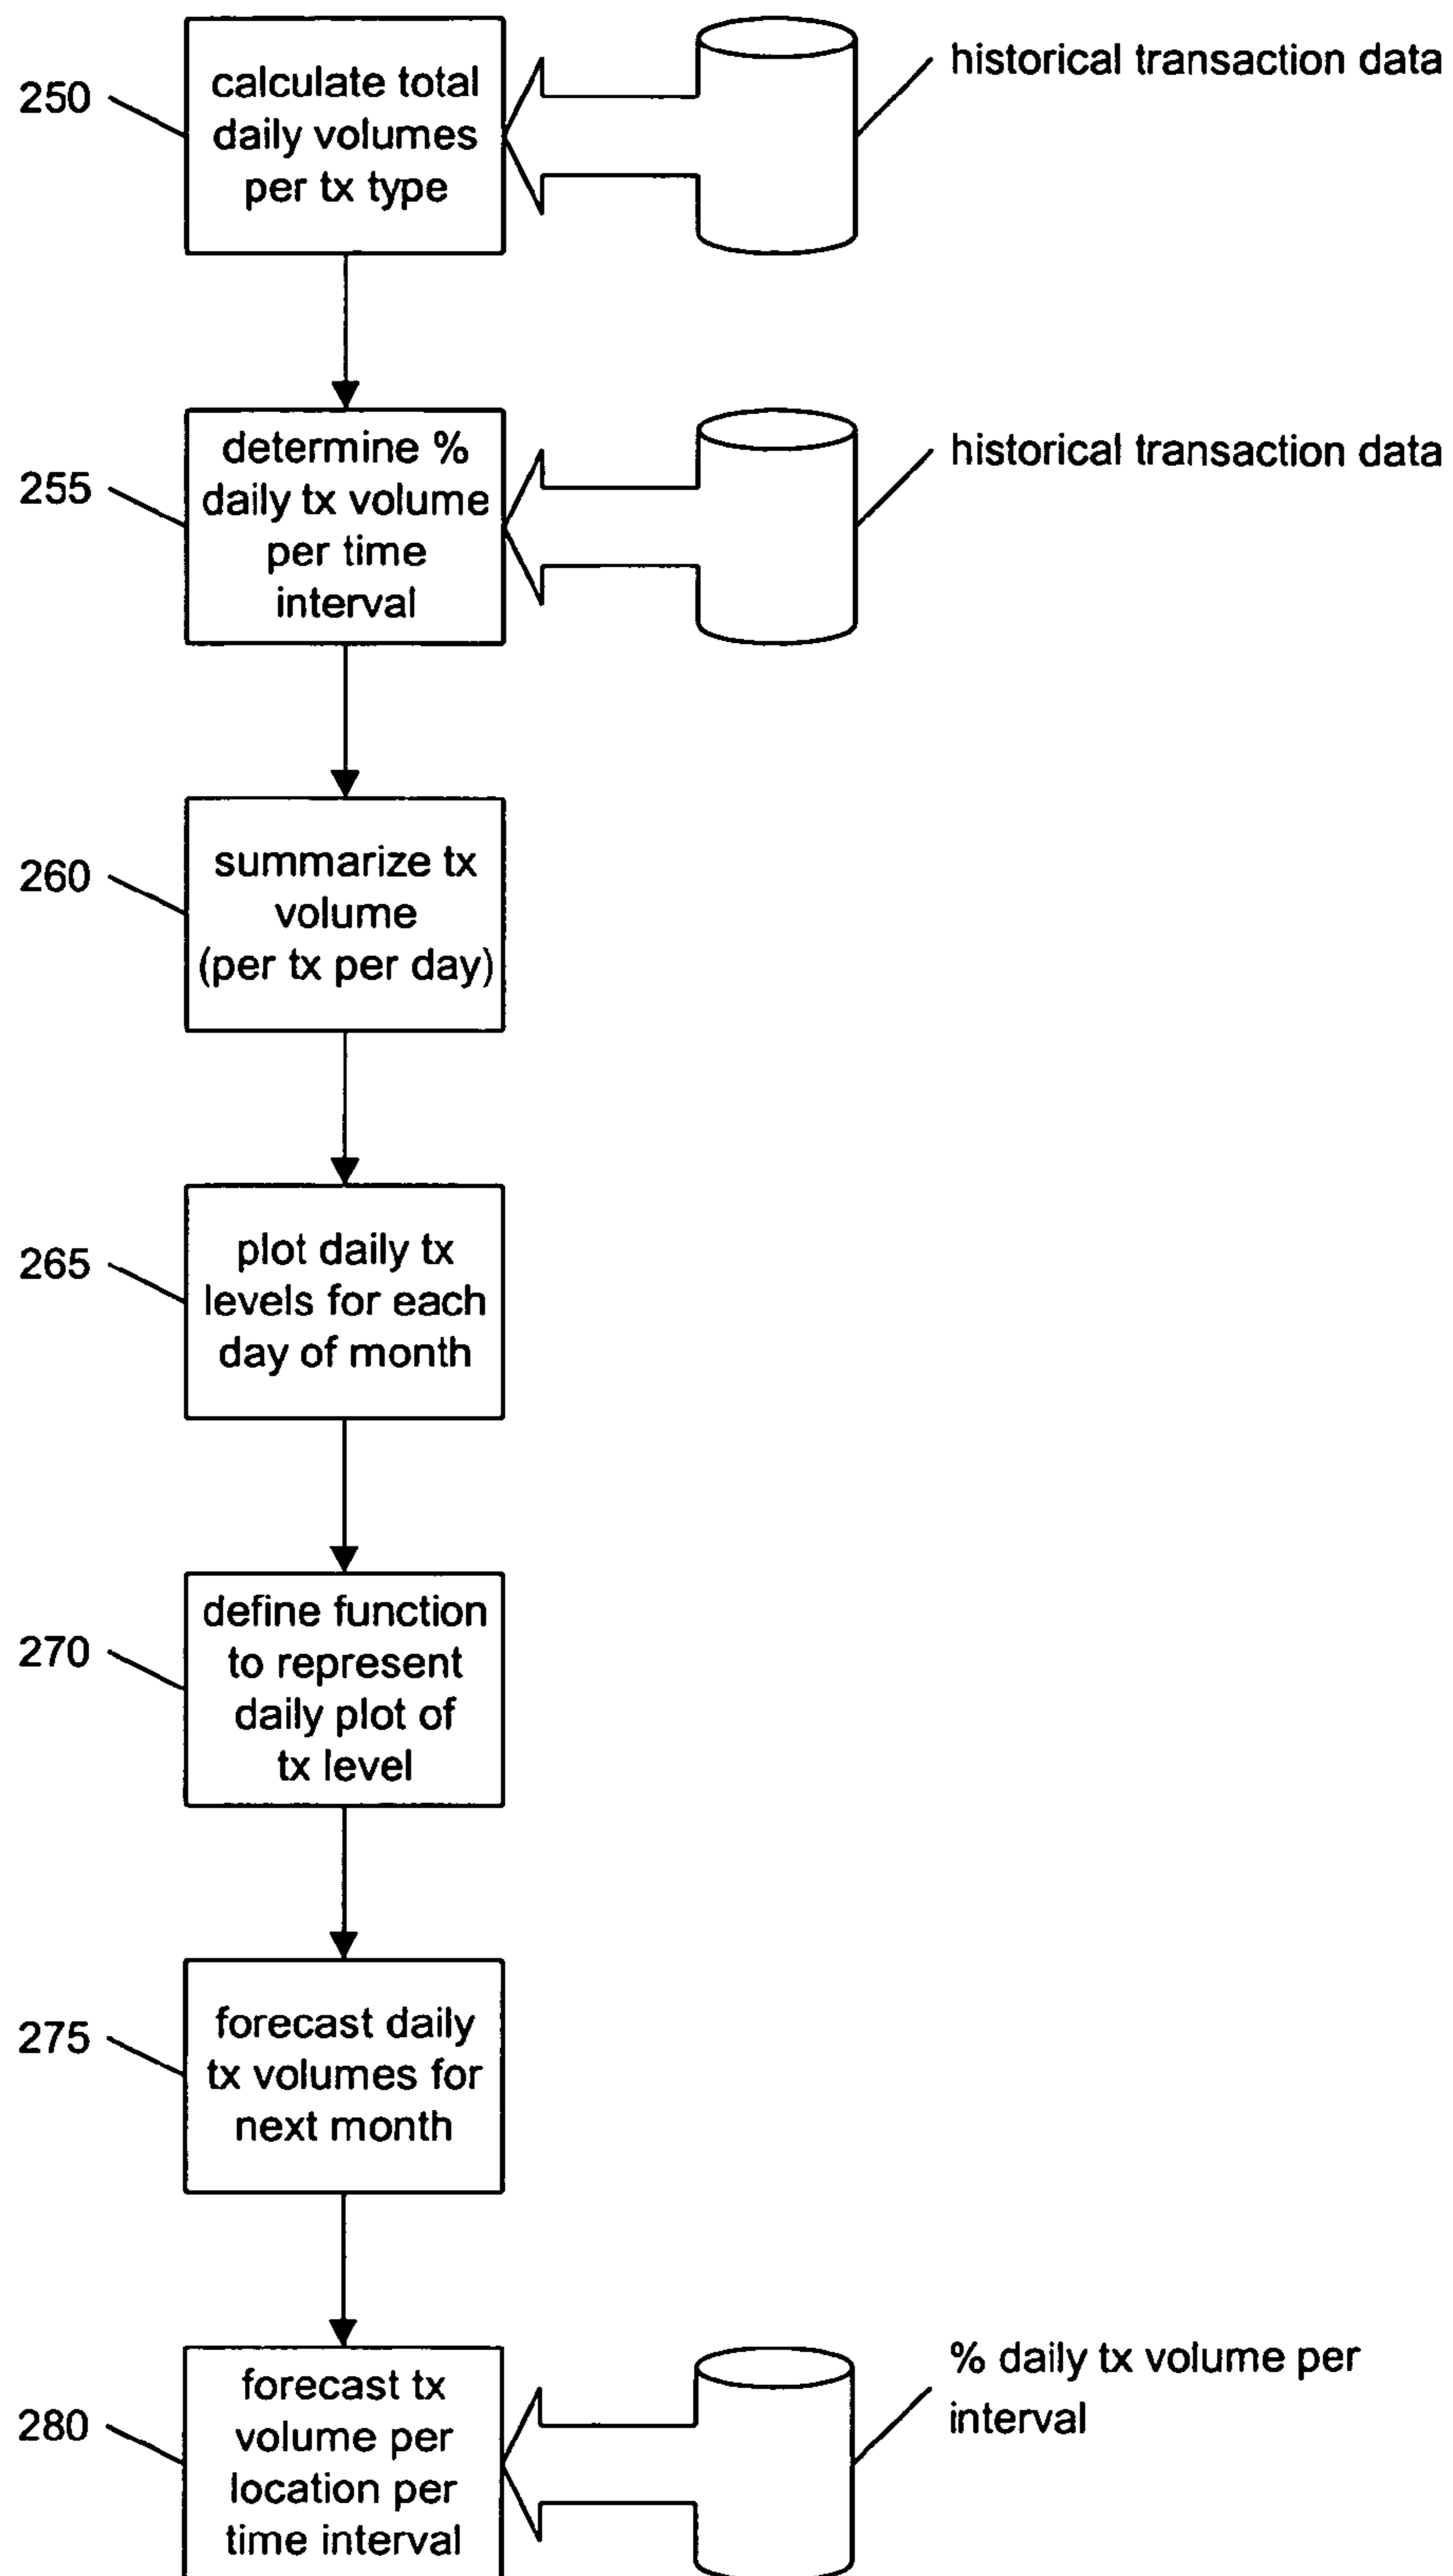 250
calculate total
daily volumes
per tx type
historical transaction data
255
determine %
daily tx volume
per time
interval
historical transaction data
260
summarize tx
volume
(per tx per day)
265
plot daily tx
levels for each
day of month
270
define function
to represent
daily plot of
tx level
275
forecast daily
tx volumes for
next month
280
forecast tx
volume per
location per
time interval
% daily tx volume per
interval